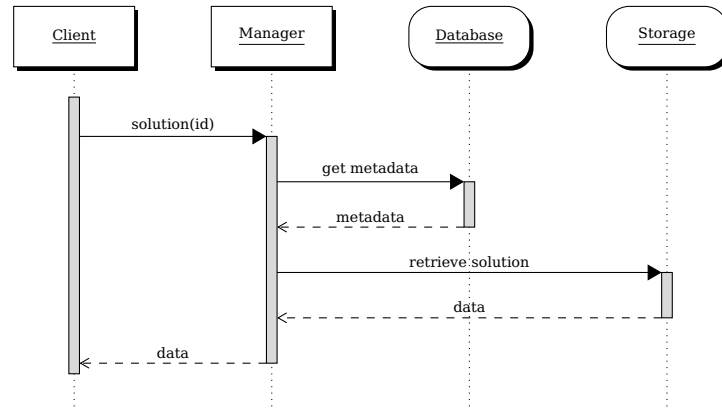 Client
Manager
Database
Storage
solution(id)
get metadata
metadata
retrieve solution
data
data